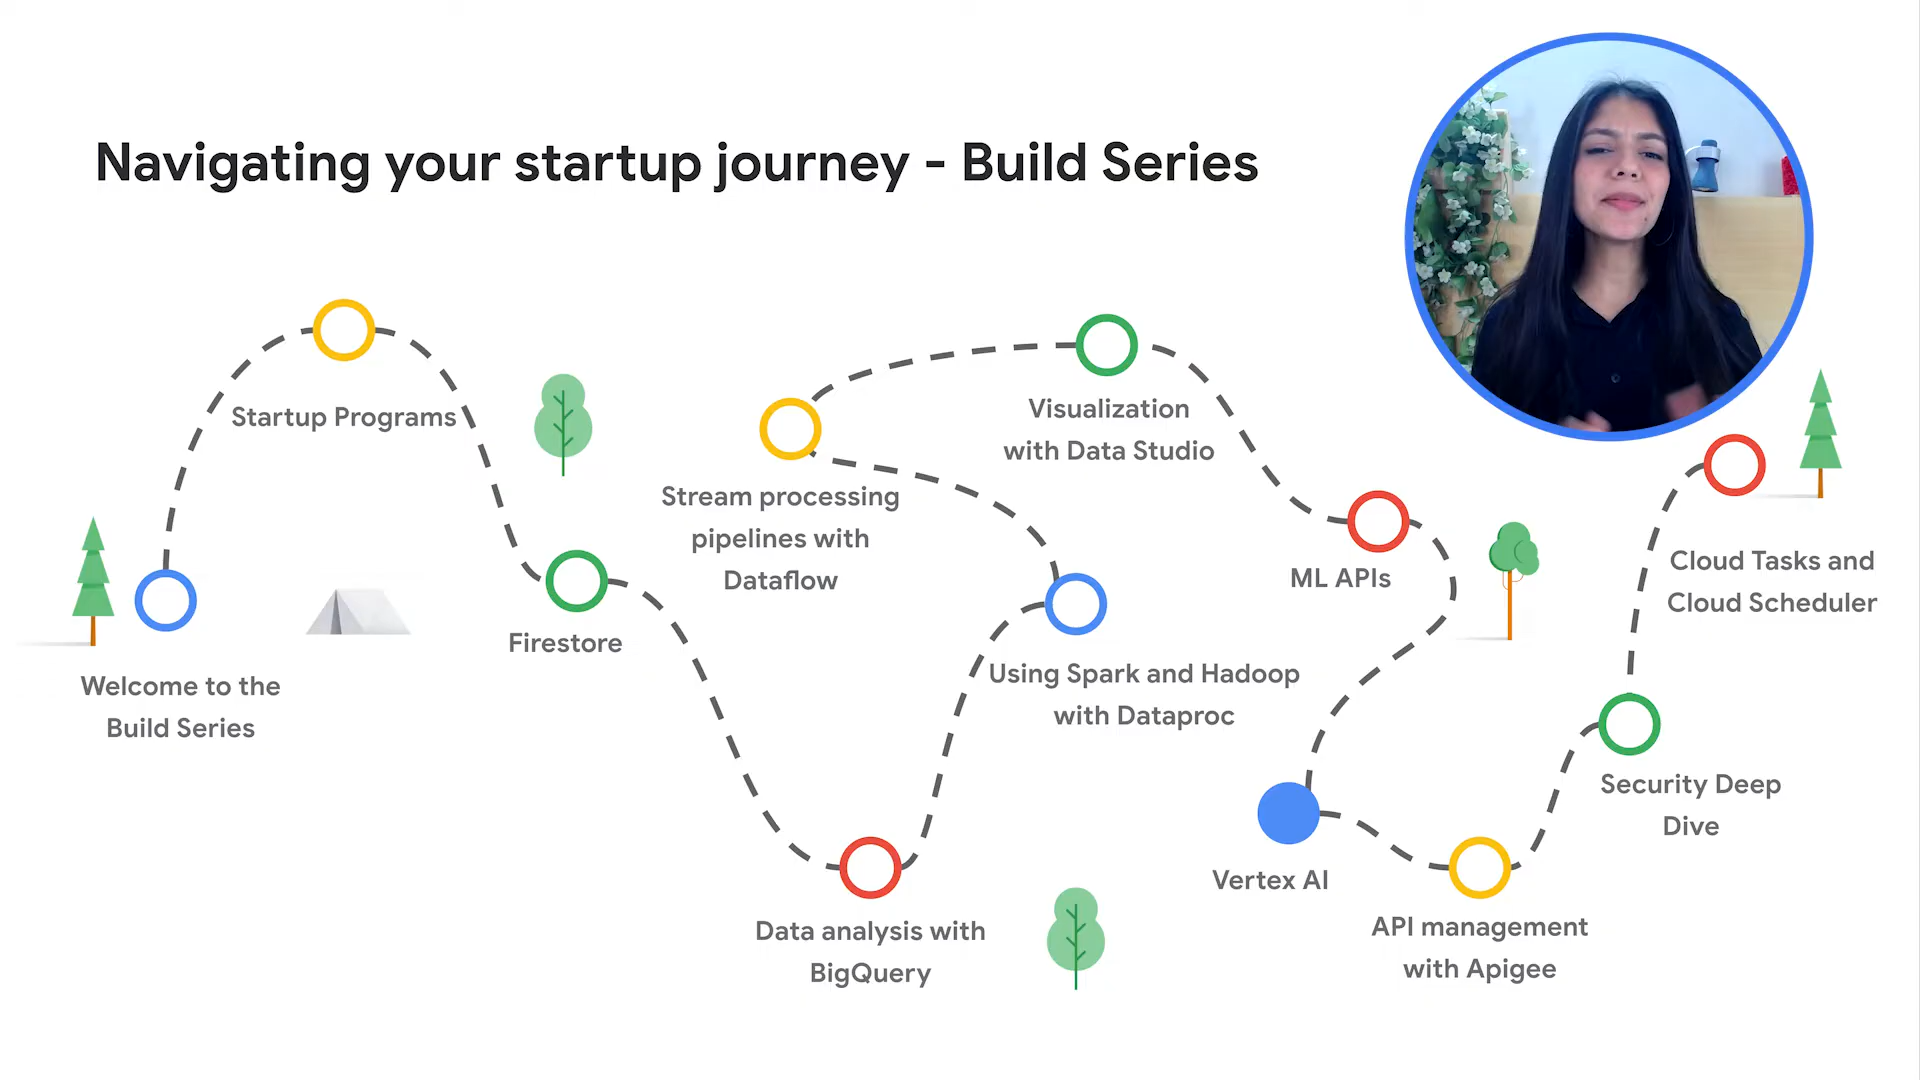 Navigating your startup journey - Build Series
Welcome to the
Build Series
Startup Programs
Firestore
Data analysis with
BigQuery
Using Spark and Hadoop
with Dataproc
Stream processing
pipelines with
Dataflow
Visualization
with Data Studio
ML APIs
Vertex AI
API management
with Apigee
Security Deep
Dive
Cloud Tasks and
Cloud Scheduler